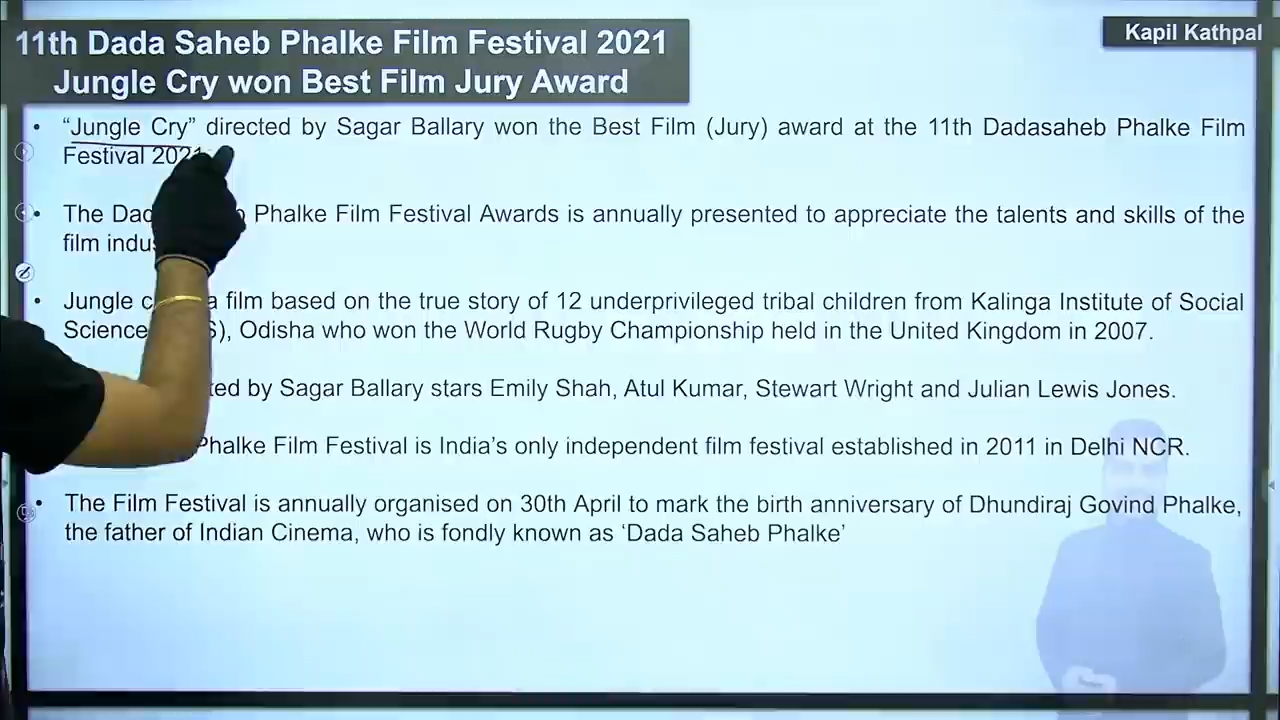 11th Dada Saheb Phalke Film Festival 2021
Jungle Cry won Best Film Jury Award
Kapil Kathpal
• “Jungle Cry” directed by Sagar Ballary won the Best Film (Jury) award at the 11th Dadasaheb Phalke Film
Festival 2021
• The Phalke Film Festival Awards is annually presented to appreciate the talents and skills of the
film
• Jungle a film based on the true story of 12 underprivileged tribal children from Kalinga Institute of Social
Science Odisha who won the World Rugby Championship held in the United Kingdom in 2007.
by Sagar Ballary stars Emily Shah, Atul Kumar, Stewart Wright and Julian Lewis Jones.
Phalke Film Festival is India’s only independent film festival established in 2011 in Delhi NCR.
• The Film Festival is annually organised on 30th April to mark the birth anniversary of Dhundiraj Govind Phalke,
the father of Indian Cinema, who is fondly known as ‘Dada Saheb Phalke’